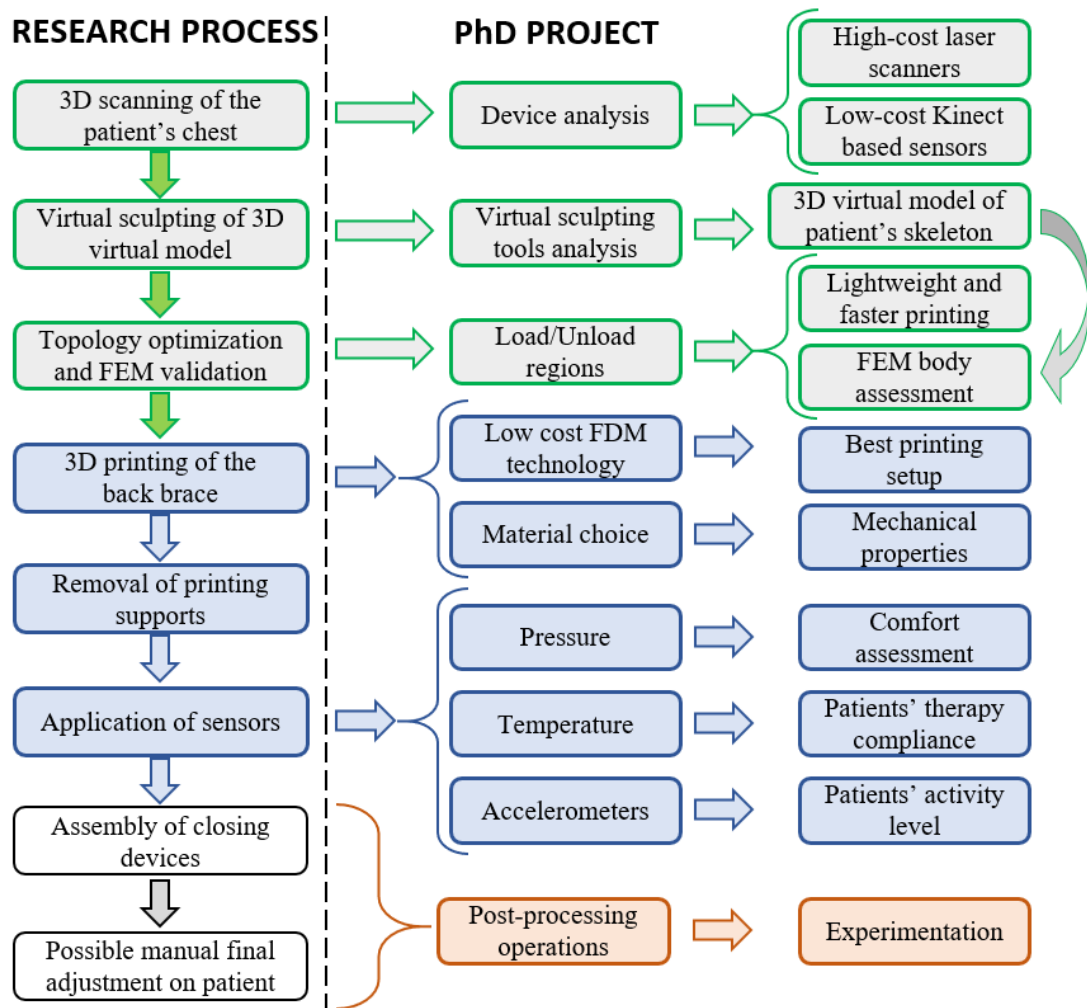 RESEARCH PROCESS
PhD PROJECT
3D scanning of the
patient's chest
Device analysis
High-cost laser
scanners
Low-cost Kinect
based sensors
Virtual sculpting of 3D
virtual model
Virtual sculpting
tools analysis
3D virtual model of
patient's skeleton
Topology optimization
and FEM validation
Load/Unload
regions
Lightweight and
faster printing
FEM body
assessment
3D printing of the
back brace
Low cost FDM
technology
Best printing
setup
Material choice
Mechanical
properties
Removal of printing
supports
Application of sensors
Pressure
Comfort
assessment
Temperature
Patients' therapy
compliance
Accelerometers
Patients' activity
level
Assembly of closing
devices
Possible manual final
adjustment on patient
Post-processing
operations
Experimentation